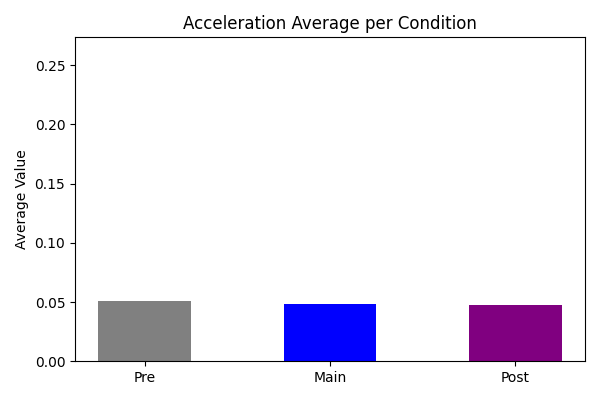 Acceleration Average per Condition
Average Value
0.25
0.20
0.15
0.10
0.05
0.00
Pre
Main
Post